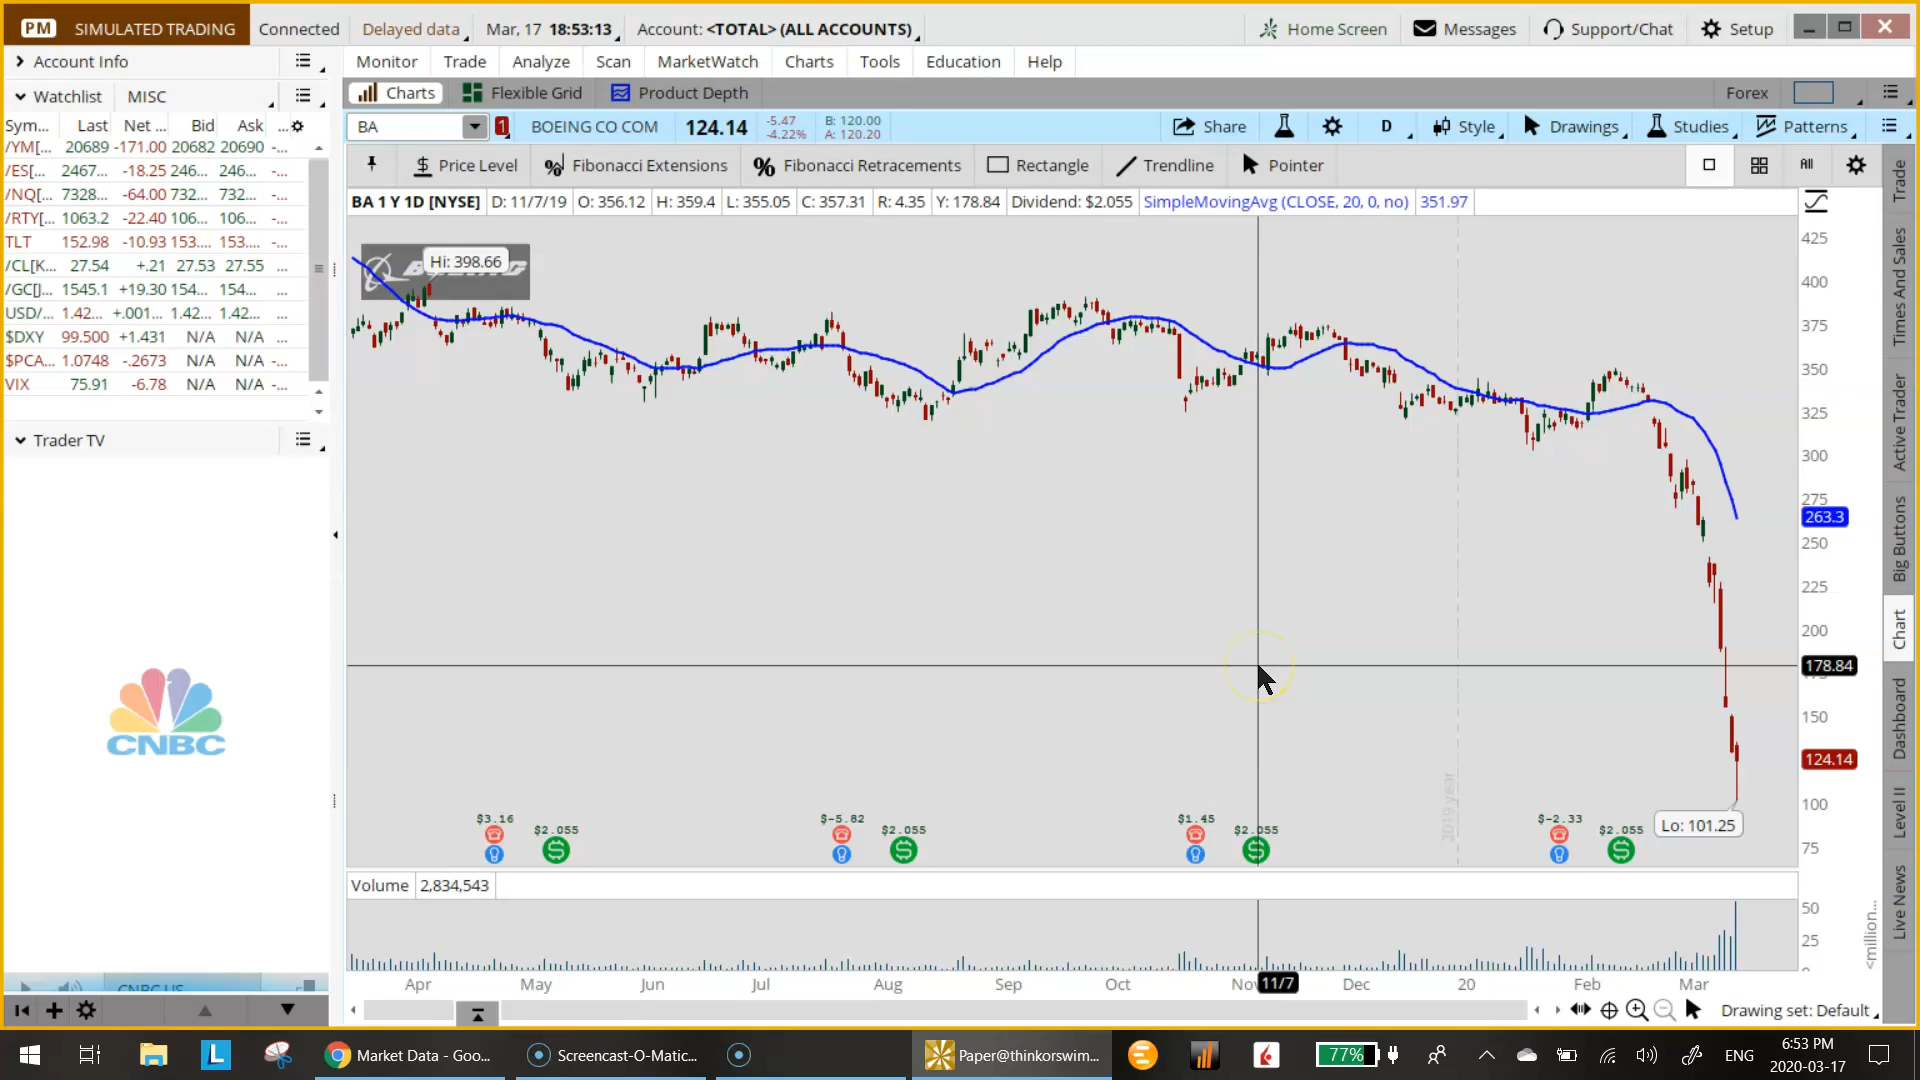 PM SIMULATED TRADING Connected Delayed data Mar, 17 18:53:13 Account: <TOTAL> (ALL ACCOUNTS) Home Screen Messages Support/Chat Setup
Account Info Monitor Trade Analyze Scan MarketWatch Charts Tools Education Help
Watchlist MISC Charts Flexible Grid Product Depth Forex
Sym... Last Net ... Bid Ask ...
BA 1 BOEING CO COM 124.14 -5.47 -4.22% B: 120.00 A: 120.20 Share D Style Drawings Studies Patterns
Price Level Fibonacci Extensions Fibonacci Retracements Rectangle Trendline Pointer All
BA 1 Y 1D [NYSE] D: 11/7/19 O: 356.12 H: 359.4 L: 355.05 C: 357.31 R: 4.35 Y: 178.84 Dividend: $2.055 SimpleMovingAvg (CLOSE, 20, 0, no) 351.97
/YM[... 20689 -171.00 20682 20690 -...
/ES[... 2467... -18.25 246... 246... -...
/NQ[... 7328... -64.00 732... 732... -...
/RTY[... 1063.2 -22.40 106... 106... -...
TLT 152.98 -10.93 153.... 153.... -...
/CL[K... 27.54 +.21 27.53 27.55 ...
/GC[J... 1545.1 +19.30 154... 154... ...
USD/... 1.42... +.001... 1.42... 1.42... ...
$DXY 99.500 +1.431 N/A N/A ...
$PCA... 1.0748 -.2673 N/A N/A -...
VIX 75.91 -6.78 N/A N/A -...
Trader TV
CNBC
CNBC US
Hi: 398.66
425
400
375
350
325
300
275
263.3
250
225
200
178.84
150
124.14
100
75
Lo: 101.25
2019 year
$3.16 $2.055 $-5.82 $2.055 $1.45 $2.055 $-2.33 $2.055
Volume 2,834,543
50
25
<million...
Apr May Jun Jul Aug Sep Oct Nov 11/7 Dec 20 Feb Mar
Drawing set: Default
Trade
Times And Sales
Active Trader
Big Buttons
Chart
Dashboard
Level II
Live News
L Market Data - Goo... Screencast-O-Matic... Paper@thinkorswim... 77% ENG 6:53 PM
2020-03-17